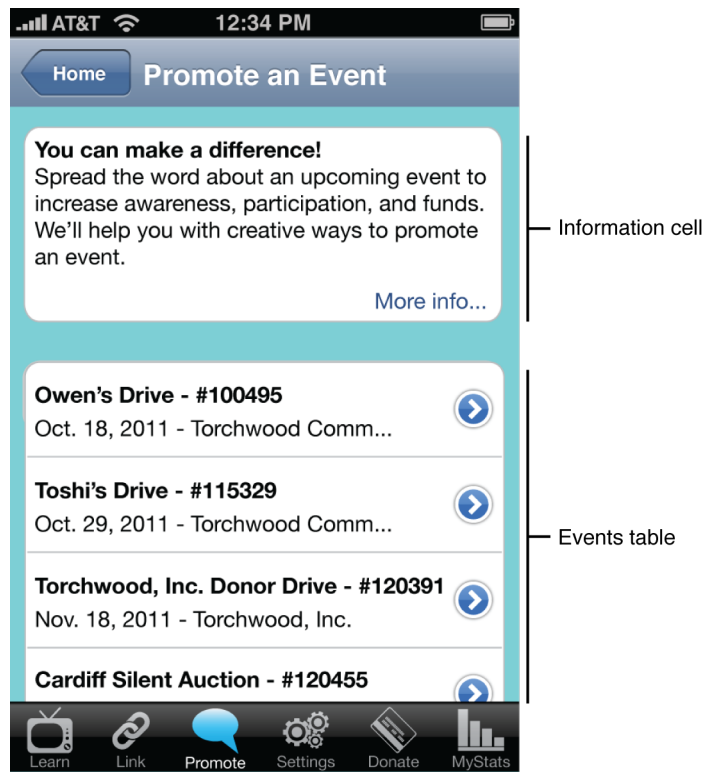 AT&T 12:34 PM
Home Promote an Event
You can make a difference!
Spread the word about an upcoming event to
increase awareness, participation, and funds.
We’ll help you with creative ways to promote
an event.
More info...
Information cell
Owen’s Drive - #100495
Oct. 18, 2011 - Torchwood Comm...
Toshi’s Drive - #115329
Oct. 29, 2011 - Torchwood Comm...
Events table
Torchwood, Inc. Donor Drive - #120391
Nov. 18, 2011 - Torchwood, Inc.
Cardiff Silent Auction - #120455
Learn Link Promote Settings Donate MyStats